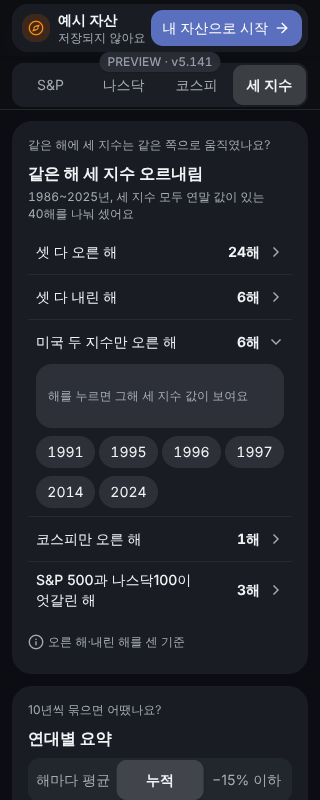 예시 자산
저장되지 않아요
내 자산으로 시작 →
PREVIEW · v5.141
S&P
나스닥
코스피
세 지수
같은 해에 세 지수는 같은 쪽으로 움직였나요?
같은 해 세 지수 오르내림
1986~2025년, 세 지수 모두 연말 값이 있는
40해를 나눠 셌어요
셋 다 오른 해 24해
셋 다 내린 해 6해
미국 두 지수만 오른 해 6해
해를 누르면 그해 세 지수 값이 보여요
1991 1995 1996 1997
2014 2024
코스피만 오른 해 1해
S&P 500과 나스닥100이
엇갈린 해 3해
오른 해·내린 해를 센 기준
10년씩 묶으면 어땠나요?
연대별 요약
해마다 평균 누적 −15% 이하